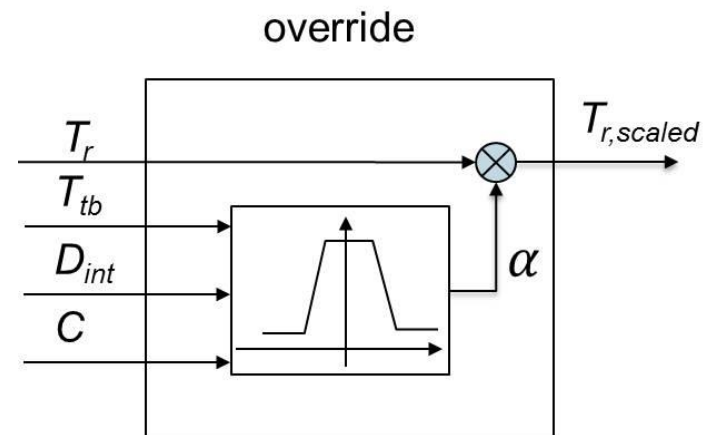 override
T_r
T_{r,scaled}
T_{tb}
D_{int}
α
C